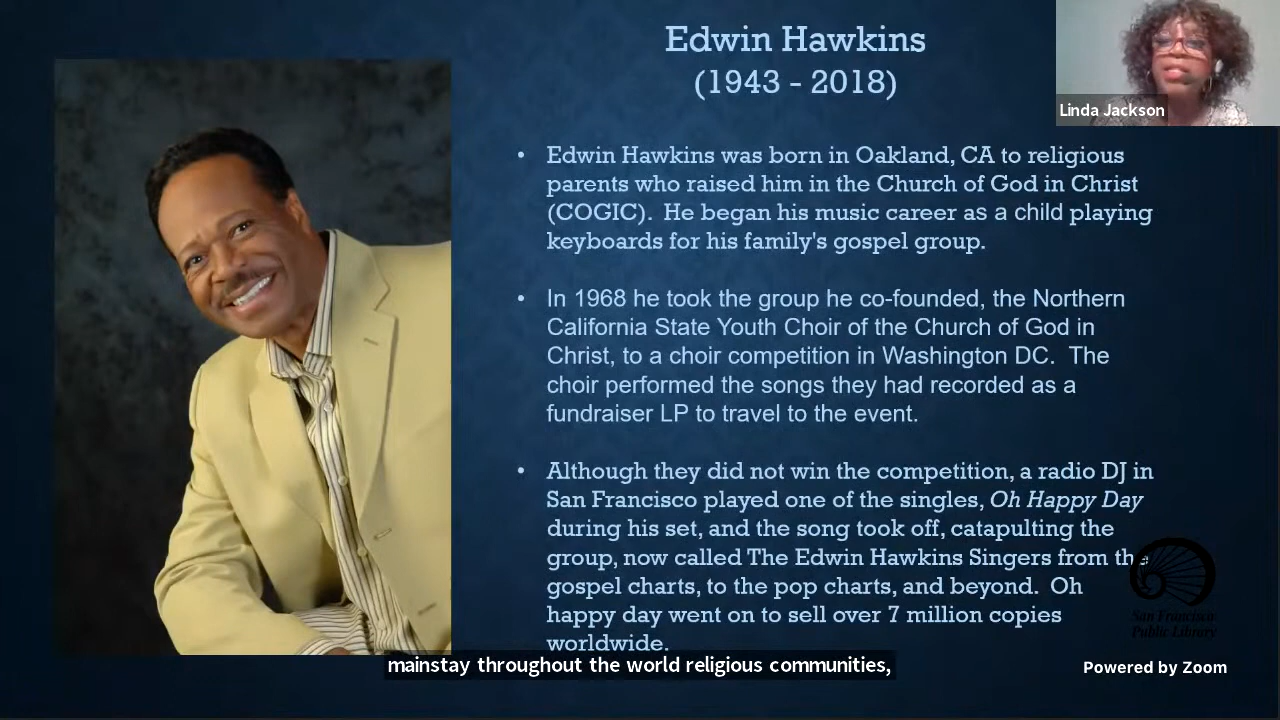 Edwin Hawkins
(1943 - 2018)
Linda Jackson
• Edwin Hawkins was born in Oakland, CA to religious
parents who raised him in the Church of God in Christ
(COGIC).  He began his music career as a child playing
keyboards for his family's gospel group.
• In 1968 he took the group he co-founded, the Northern
California State Youth Choir of the Church of God in
Christ, to a choir competition in Washington DC.  The
choir performed the songs they had recorded as a
fundraiser LP to travel to the event.
• Although they did not win the competition, a radio DJ in
San Francisco played one of the singles, Oh Happy Day
during his set, and the song took off, catapulting the
group, now called The Edwin Hawkins Singers from the
gospel charts, to the pop charts, and beyond.  Oh
happy day went on to sell over 7 million copies
worldwide.
San Francisco
Public Library
mainstay throughout the world religious communities,
Powered by Zoom